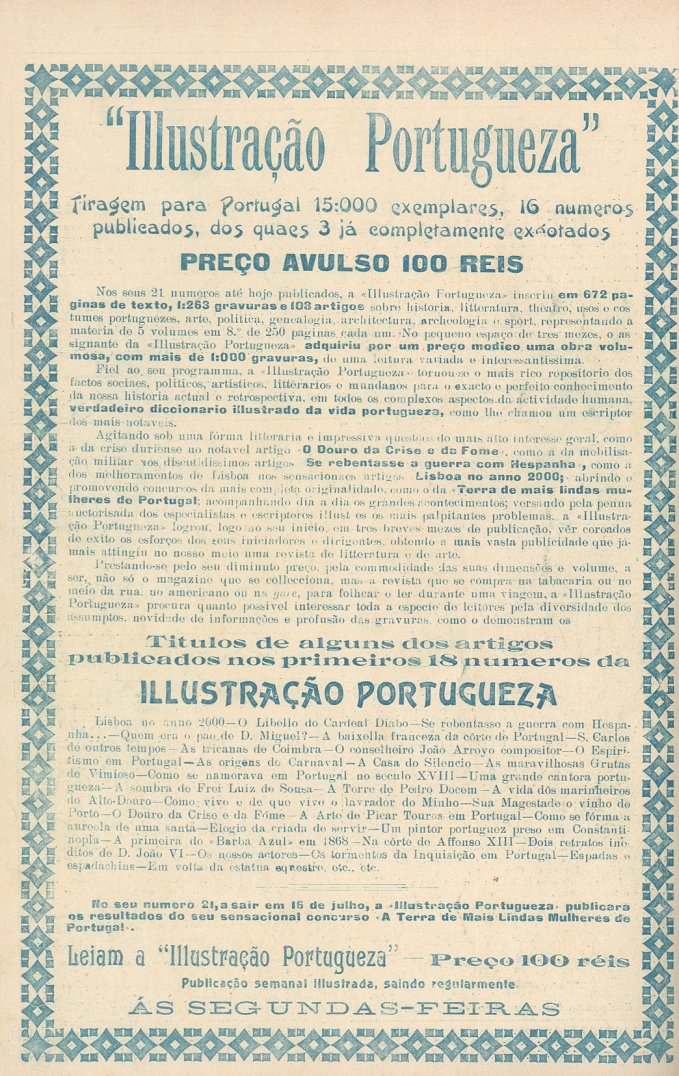 "Illustração Portugueza"
Tiragem para Portugal 15:000 exemplares, 16 numeros
publicados, dos quaes 3 já completamente exgotados
PREÇO AVULSO 100 REIS
Nos seus 21 numeros até hoje publicados, a «Illustração Portugueza» inseriu em 672 pa-
ginas de texto, 1:263 gravuras e 103 artigos sobre historia, litteratura, theatro, usos e cos
tumes portuguezes, arte, politica, genealogia, architectura, archeologia e sport, representando a
materia de 5 volumes em 8.º de 250 paginas cada um. No pequeno espaço de tres mezes, o as
signante da «Illustração Portugueza» adquiriu por um preço modico uma obra volu-
mosa, com mais de 1:000 gravuras, de uma leitura variada e interessantissima.
Fiel ao seu programma, a «Illustração Portugueza» tornou-se o mais rico repositorio dos
factos sociaes, politicos, artisticos, litterarios e mundanos para o exacto e perfeito conhecimento
da nossa historia actual e retrospectiva, em todos os complexos aspectos da actividade humana,
verdadeiro diccionario illustrado da vida portugueza, como lhe chamou um escriptor
dos mais notaveis.
Agitando sob uma fórma litteraria e impressiva questões do mais alto interesse geral, como
a da crise duriense no notavel artigo «O Douro da Crise e da Fome», como a da mobilisa-
ção militar nos discutidissimos artigos «Se rebentasse a guerra com Hespanha», como a
dos melhoramentos de Lisboa nos sensacionaes artigos «Lisboa no anno 2000»; abrindo e
promovendo concursos da mais completa originalidade, como o da «Terra de mais lindas mu-
lheres de Portugal; acompanhando dia a dia os grandes acontecimentos; versando pela penna
auctorisada dos especialistas e escriptores illustres os mais palpitantes problemas, a «Illustra-
ção Portugueza» logrou, logo no seu inicio, em tres breves mezes de publicação, vêr coroados
de exito os esforços dos seus iniciadores e dirigentes, obtendo a mais vasta publicidade que já-
mais attingiu no nosso meio uma revista de litteratura e de arte.
Prestando-se pelo seu diminuto preço, pela commodidade das suas dimensões e volume, a
ser, não só o magazine que se collecciona, mas a revista que se compra na tabacaria ou no
meio da rua, no americano ou na gare, para folhear e ler durante uma viagem, a «Illustração
Portugueza» procura quanto possivel interessar toda a especie de leitores pela diversidade dos
assumptos, novidade de informações e profusão das gravuras, como o demonstram os
Titulos de alguns dos artigos
publicados nos primeiros 18 numeros da
ILLUSTRAÇÃO PORTUGUEZA
Lisboa no anno 2000—O Libello do Cardeal Diabo—Se rebentasse a guerra com Hespa-
nha...—Quem era o pae de D. Miguel?—A baixella franceza da côrte de Portugal—S. Carlos
de outros tempos—As tricanas de Coimbra—O conselheiro João Arroyo compositor—O Espiri-
tismo em Portugal—As origens do Carnaval—A Casa do Silencio—As maravilhosas Grutas
de Vimioso—Como se namorava em Portugal no seculo XVIII—Uma grande cantora portu-
gueza—A sombra de Frei Luiz de Sousa—A Torre de Pedro Docem—A vida dos marinheiros
do Alto-Douro—Como vive e de que vive o lavrador do Minho—Sua Magestade o vinho do
Porto—O Douro da Crise e da Fóme—A Arte de Picar Touros em Portugal—Como se fórma a
aureola de uma santa—Elogio da criada de servir—Um pintor portuguez preso em Constanti-
nopla—A primeira do «Barba Azul» em 1868—Na côrte de Affonso XIII—Dois retratos iné-
ditos de D. João VI—Os nossos actores—Os tormentos da Inquisição em Portugal—Espadas e
espadachins—Em volta da estatua equestre, etc., etc.
No seu numero 21, a sair em 16 de julho, a «Illustração Portugueza» publicará
os resultados do seu sensacional concurso «A Terra de Mais Lindas Mulheres de
Portugal».
Leiam a "Illustração Portugueza"—Preço 100 réis
Publicação semanal illustrada, saindo regularmente
ÁS SEGUNDAS-FEIRAS